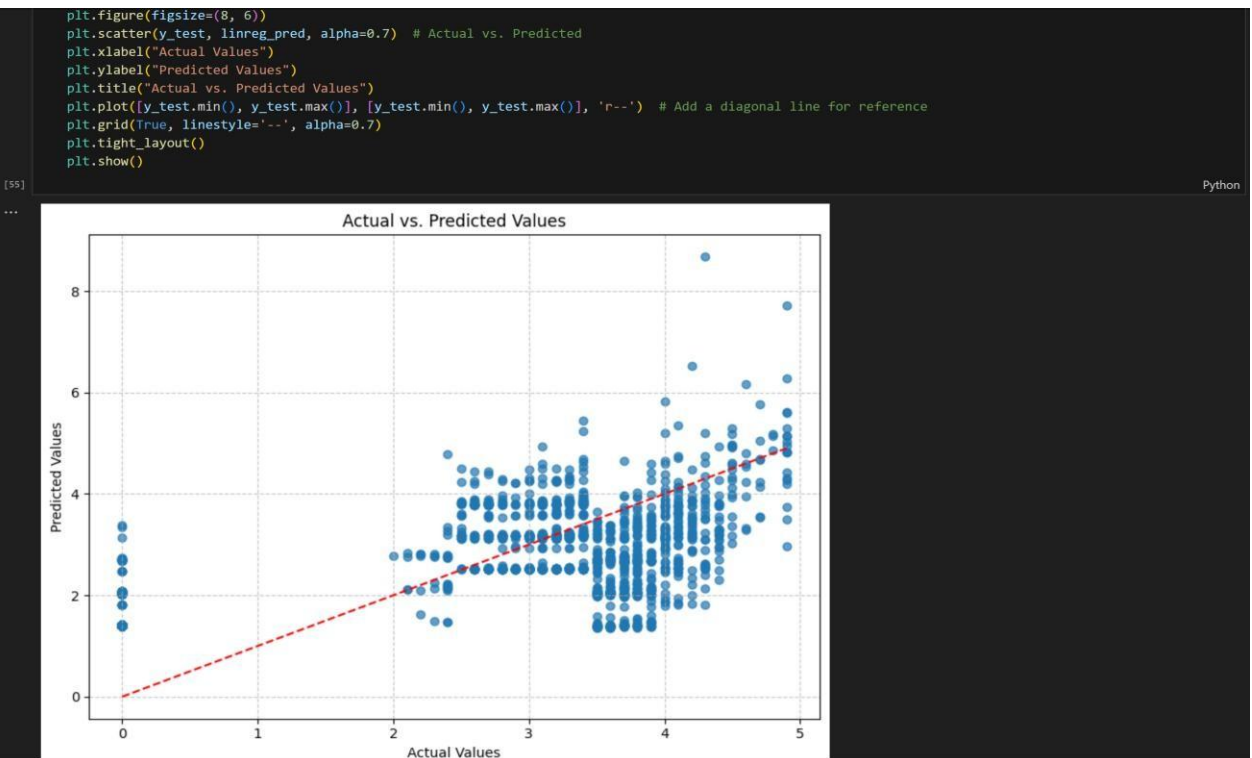 plt.figure(figsize=(8, 6))
plt.scatter(y_test, linreg_pred, alpha=0.7)  # Actual vs. Predicted
plt.xlabel("Actual Values")
plt.ylabel("Predicted Values")
plt.title("Actual vs. Predicted Values")
plt.plot([y_test.min(), y_test.max()], [y_test.min(), y_test.max()], 'r--')  # Add a diagonal line for reference
plt.grid(True, linestyle='--', alpha=0.7)
plt.tight_layout()
plt.show()
[55]
Python
...
Actual vs. Predicted Values
Predicted Values
8
6
4
2
0
0 1 2 3 4 5
Actual Values